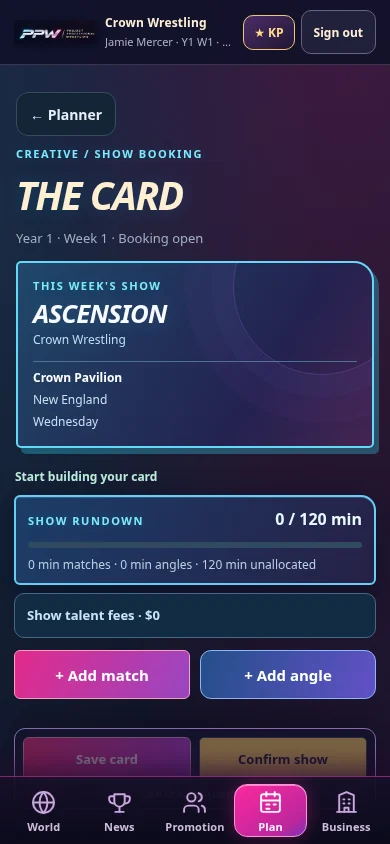 PPW
Crown Wrestling
Jamie Mercer · Y1 W1 · ...
★ KP
Sign out
← Planner
CREATIVE / SHOW BOOKING
THE CARD
Year 1 · Week 1 · Booking open
THIS WEEK'S SHOW
ASCENSION
Crown Wrestling
Crown Pavilion
New England
Wednesday
Start building your card
SHOW RUNDOWN
0 / 120 min
0 min matches · 0 min angles · 120 min unallocated
Show talent fees · $0
+ Add match
+ Add angle
Save card
Confirm show
World
News
Promotion
Plan
Business